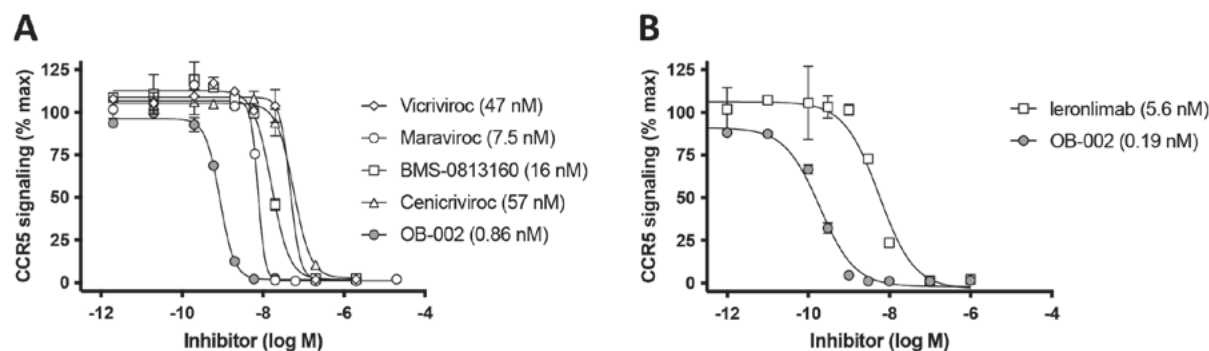 A
CCR5 signaling (% max)
125
100
75
50
25
0
-12
-10
-8
-6
-4
Inhibitor (log M)
Vicriviroc (47 nM)
Maraviroc (7.5 nM)
BMS-0813160 (16 nM)
Cenicriviroc (57 nM)
OB-002 (0.86 nM)
B
CCR5 signaling (% max)
125
100
75
50
25
0
-12
-10
-8
-6
-4
Inhibitor (log M)
leronlimab (5.6 nM)
OB-002 (0.19 nM)